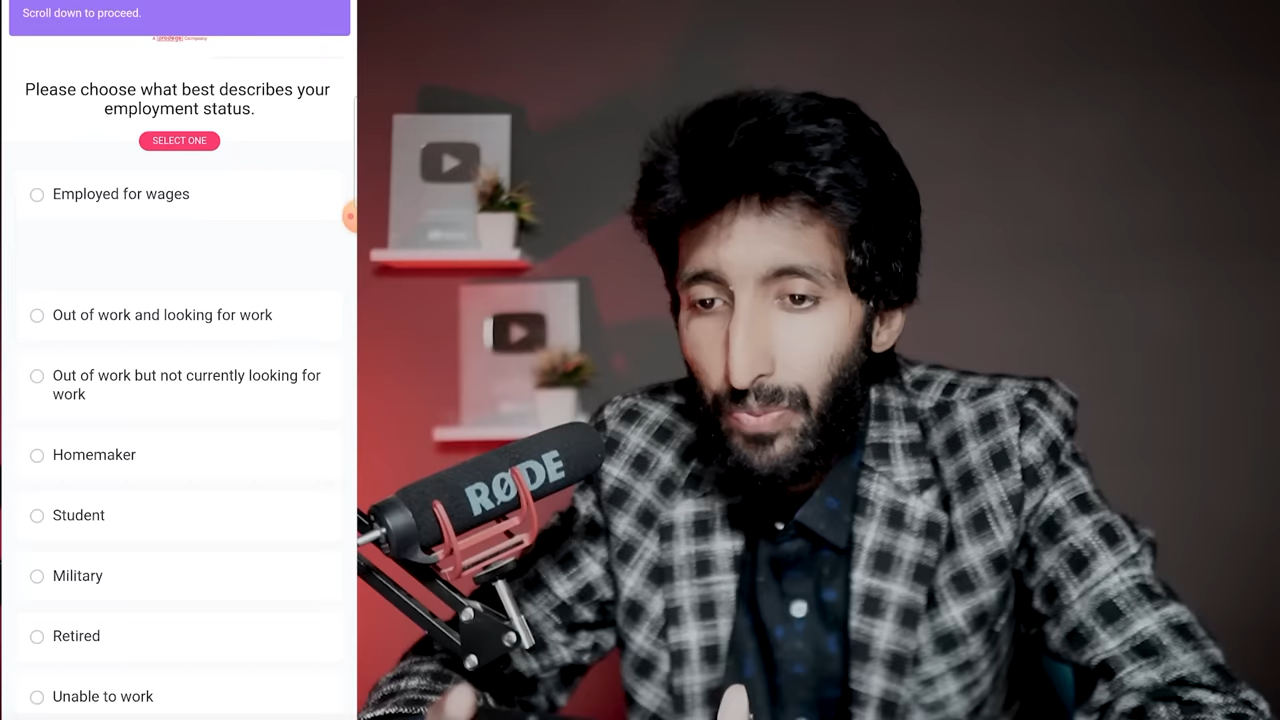 Scroll down to proceed.
A prodege Company
Please choose what best describes your
employment status.
SELECT ONE
Employed for wages
Out of work and looking for work
Out of work but not currently looking for
work
Homemaker
Student
Military
Retired
Unable to work
RØDE